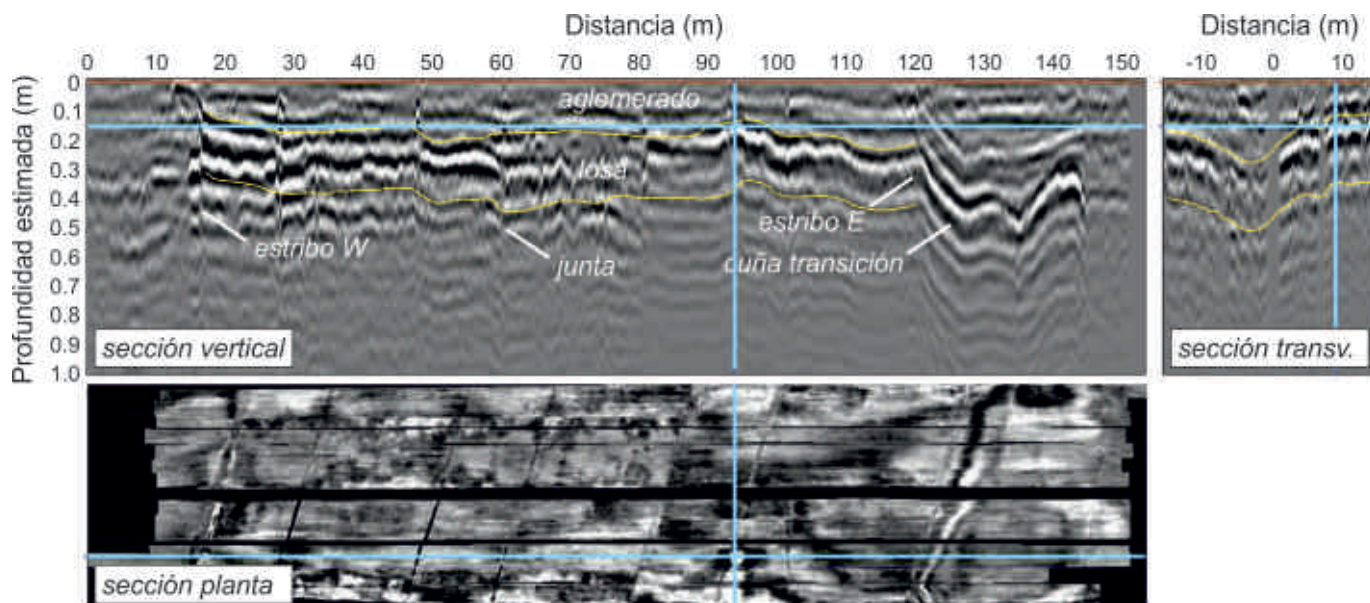 Distancia (m)
Distancia (m)
0 10 20 30 40 50 60 70 80 90 100 110 120 130 140 150
-10 0 10
Profundidad estimada (m)
0
0.1
0.2
0.3
0.4
0.5
0.6
0.7
0.8
0.9
1.0
aglomerado
losa
estribo W
junta
estribo E
cuña transición
sección vertical
sección transv.
sección planta